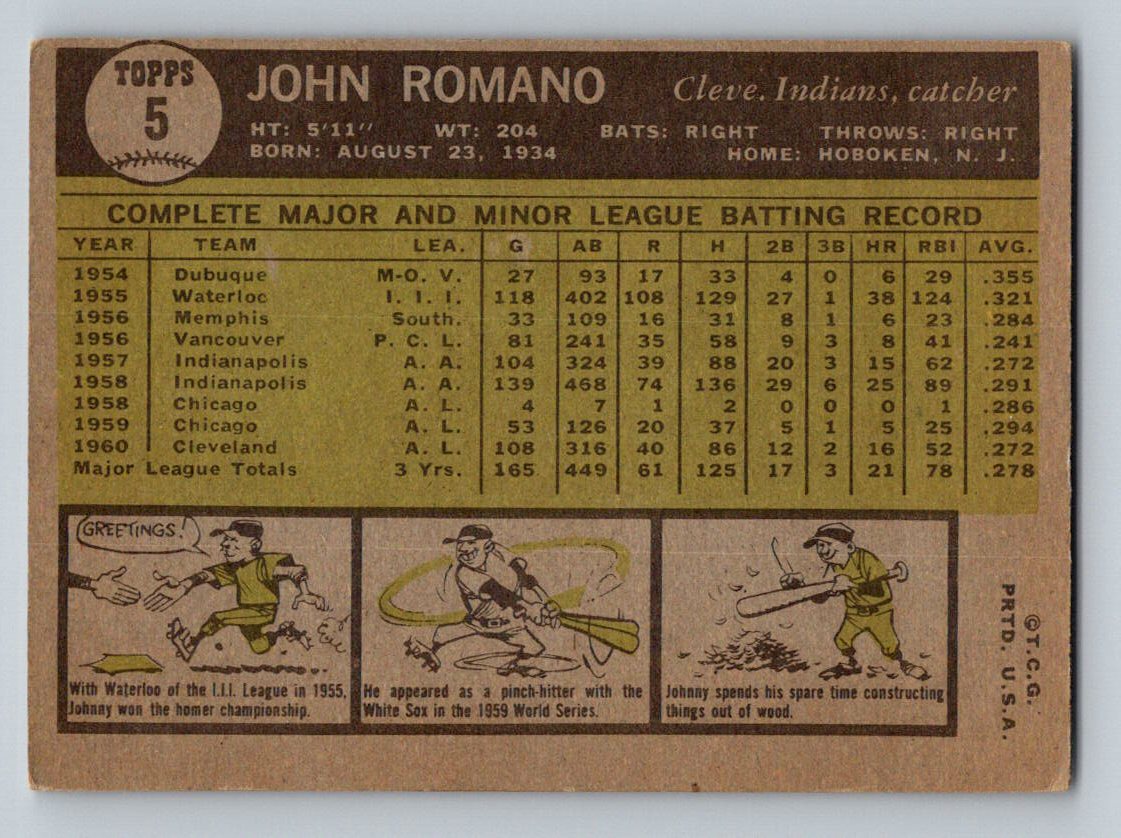 TOPPS
5
JOHN ROMANO Cleve. Indians, catcher
HT: 5'11" WT: 204 BATS: RIGHT THROWS: RIGHT
BORN: AUGUST 23, 1934 HOME: HOBOKEN, N. J.
COMPLETE MAJOR AND MINOR LEAGUE BATTING RECORD
YEAR TEAM LEA. G AB R H 2B 3B HR RBI AVG.
1954 Dubuque M-O. V. 27 93 17 33 4 0 6 29 .355
1955 Waterloo I. I. I. 118 402 108 129 27 1 38 124 .321
1956 Memphis South. 33 109 16 31 8 1 6 23 .284
1956 Vancouver P. C. L. 81 241 35 58 9 3 8 41 .241
1957 Indianapolis A. A. 104 324 39 88 20 3 15 62 .272
1958 Indianapolis A. A. 139 468 74 136 29 6 25 89 .291
1958 Chicago A. L. 4 7 1 2 0 0 0 1 .286
1959 Chicago A. L. 53 126 20 37 5 1 5 25 .294
1960 Cleveland A. L. 108 316 40 86 12 2 16 52 .272
Major League Totals 3 Yrs. 165 449 61 125 17 3 21 78 .278
GREETINGS!
With Waterloo of the I.I.I. League in 1955,
Johnny won the homer championship.
He appeared as a pinch-hitter with the
White Sox in the 1959 World Series.
Johnny spends his spare time constructing
things out of wood.
©T.C.G.
PRTD. U.S.A.